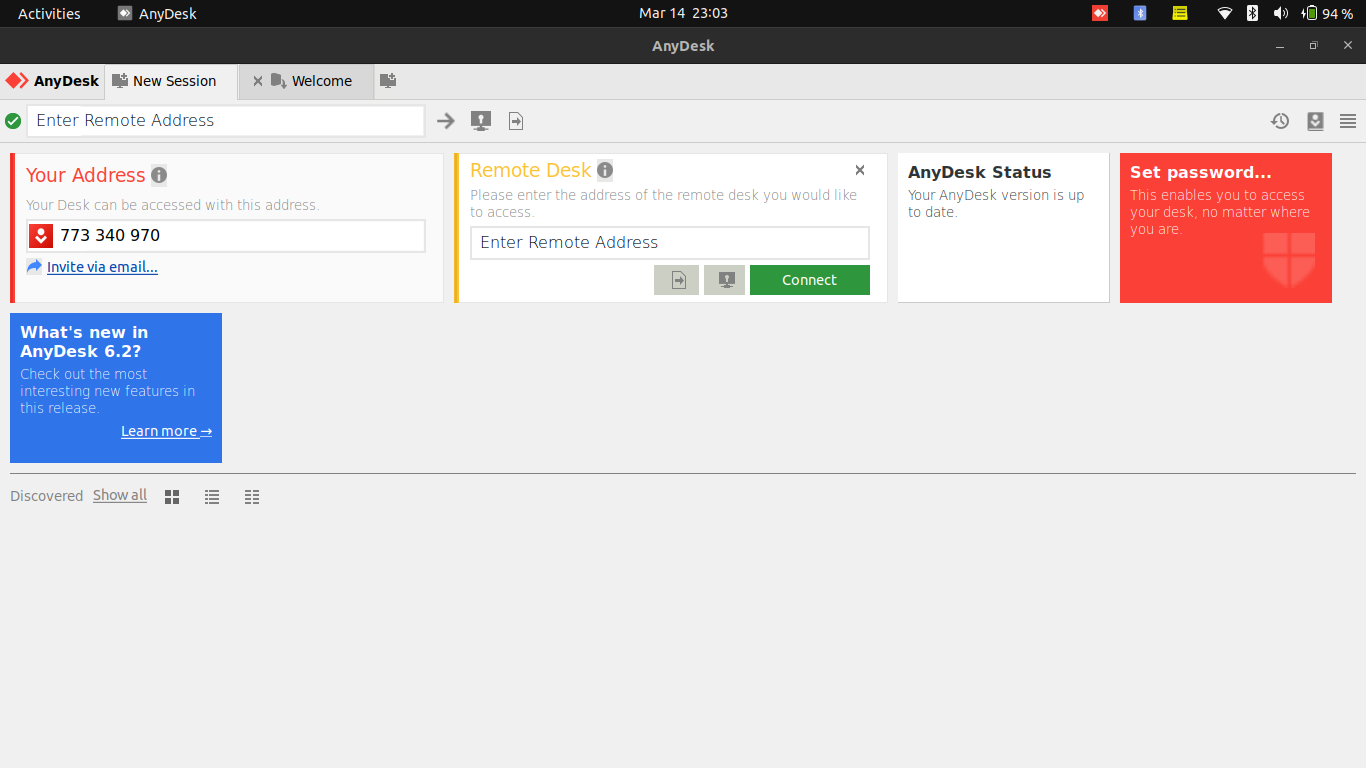 Activities
AnyDesk
Mar 14 23:03
94 %
AnyDesk
AnyDesk
New Session
Welcome
Enter Remote Address
Your Address
Your Desk can be accessed with this address.
773 340 970
Invite via email...
Remote Desk
Please enter the address of the remote desk you would like
to access.
Enter Remote Address
Connect
AnyDesk Status
Your AnyDesk version is up
to date.
Set password...
This enables you to access
your desk, no matter where
you are.
What's new in
AnyDesk 6.2?
Check out the most
interesting new features in
this release.
Learn more →
Discovered
Show all